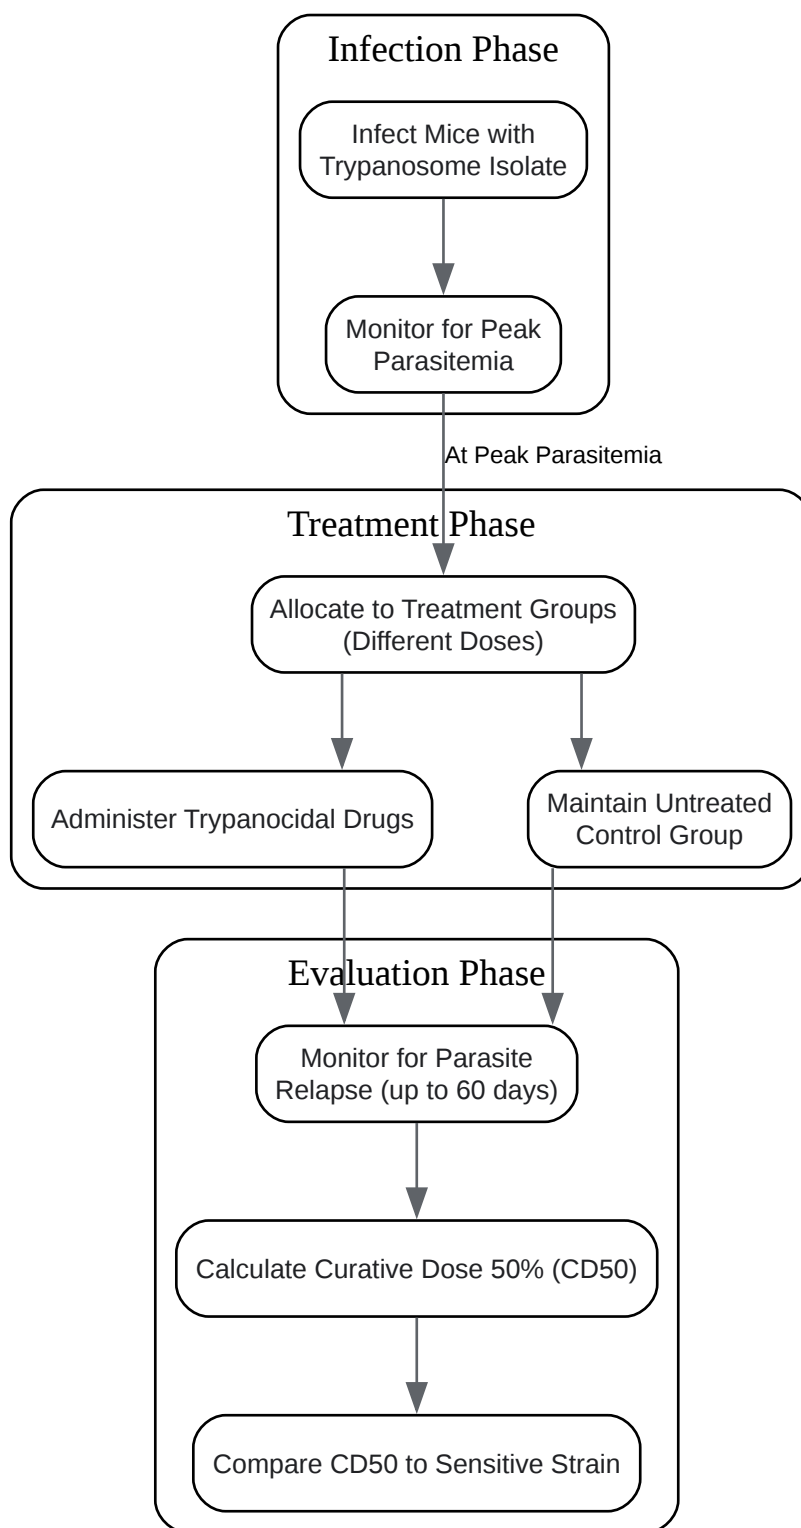 Infection Phase
Infect Mice with
Trypanosome Isolate
Monitor for Peak
Parasitemia
At Peak Parasitemia
Treatment Phase
Allocate to Treatment Groups
(Different Doses)
Administer Trypanocidal Drugs
Maintain Untreated
Control Group
Evaluation Phase
Monitor for Parasite
Relapse (up to 60 days)
Calculate Curative Dose 50% (CD50)
Compare CD50 to Sensitive Strain